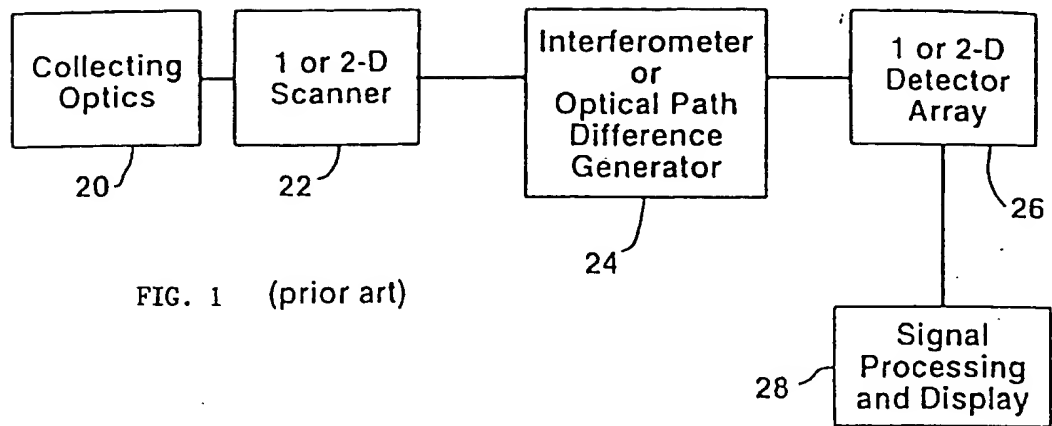 Collecting
Optics
1 or 2-D
Scanner
Interferometer
or
Optical Path
Difference
Generator
1 or 2-D
Detector
Array
20
22
24
26
FIG. 1 (prior art)
Signal
Processing
and Display
28